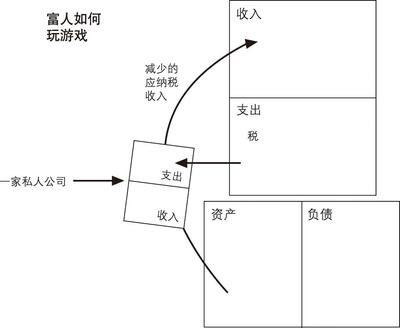 富人如何
玩游戏
收入
减少的
应纳税
收入
支出
税
一家私人公司
支出
收入
资产
负债